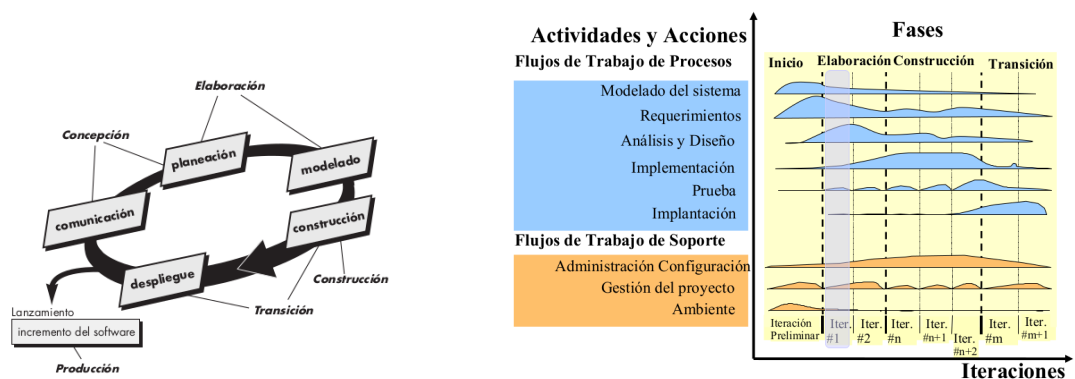 Elaboración
Concepción
planeación
modelado
comunicación
construcción
despliegue
Construcción
Transición
Lanzamiento
incremento del software
Producción
Actividades y Acciones
Fases
Flujos de Trabajo de Procesos
Inicio
Elaboración
Construcción
Transición
Modelado del sistema
Requerimientos
Análisis y Diseño
Implementación
Prueba
Implantación
Flujos de Trabajo de Soporte
Administración Configuración
Gestión del proyecto
Ambiente
Iteración
Preliminar
Iter.
#1
Iter.
#2
Iter.
#n
Iter.
#n+1
Iter.
#n+2
Iter.
#m
Iter.
#m+1
Iteraciones